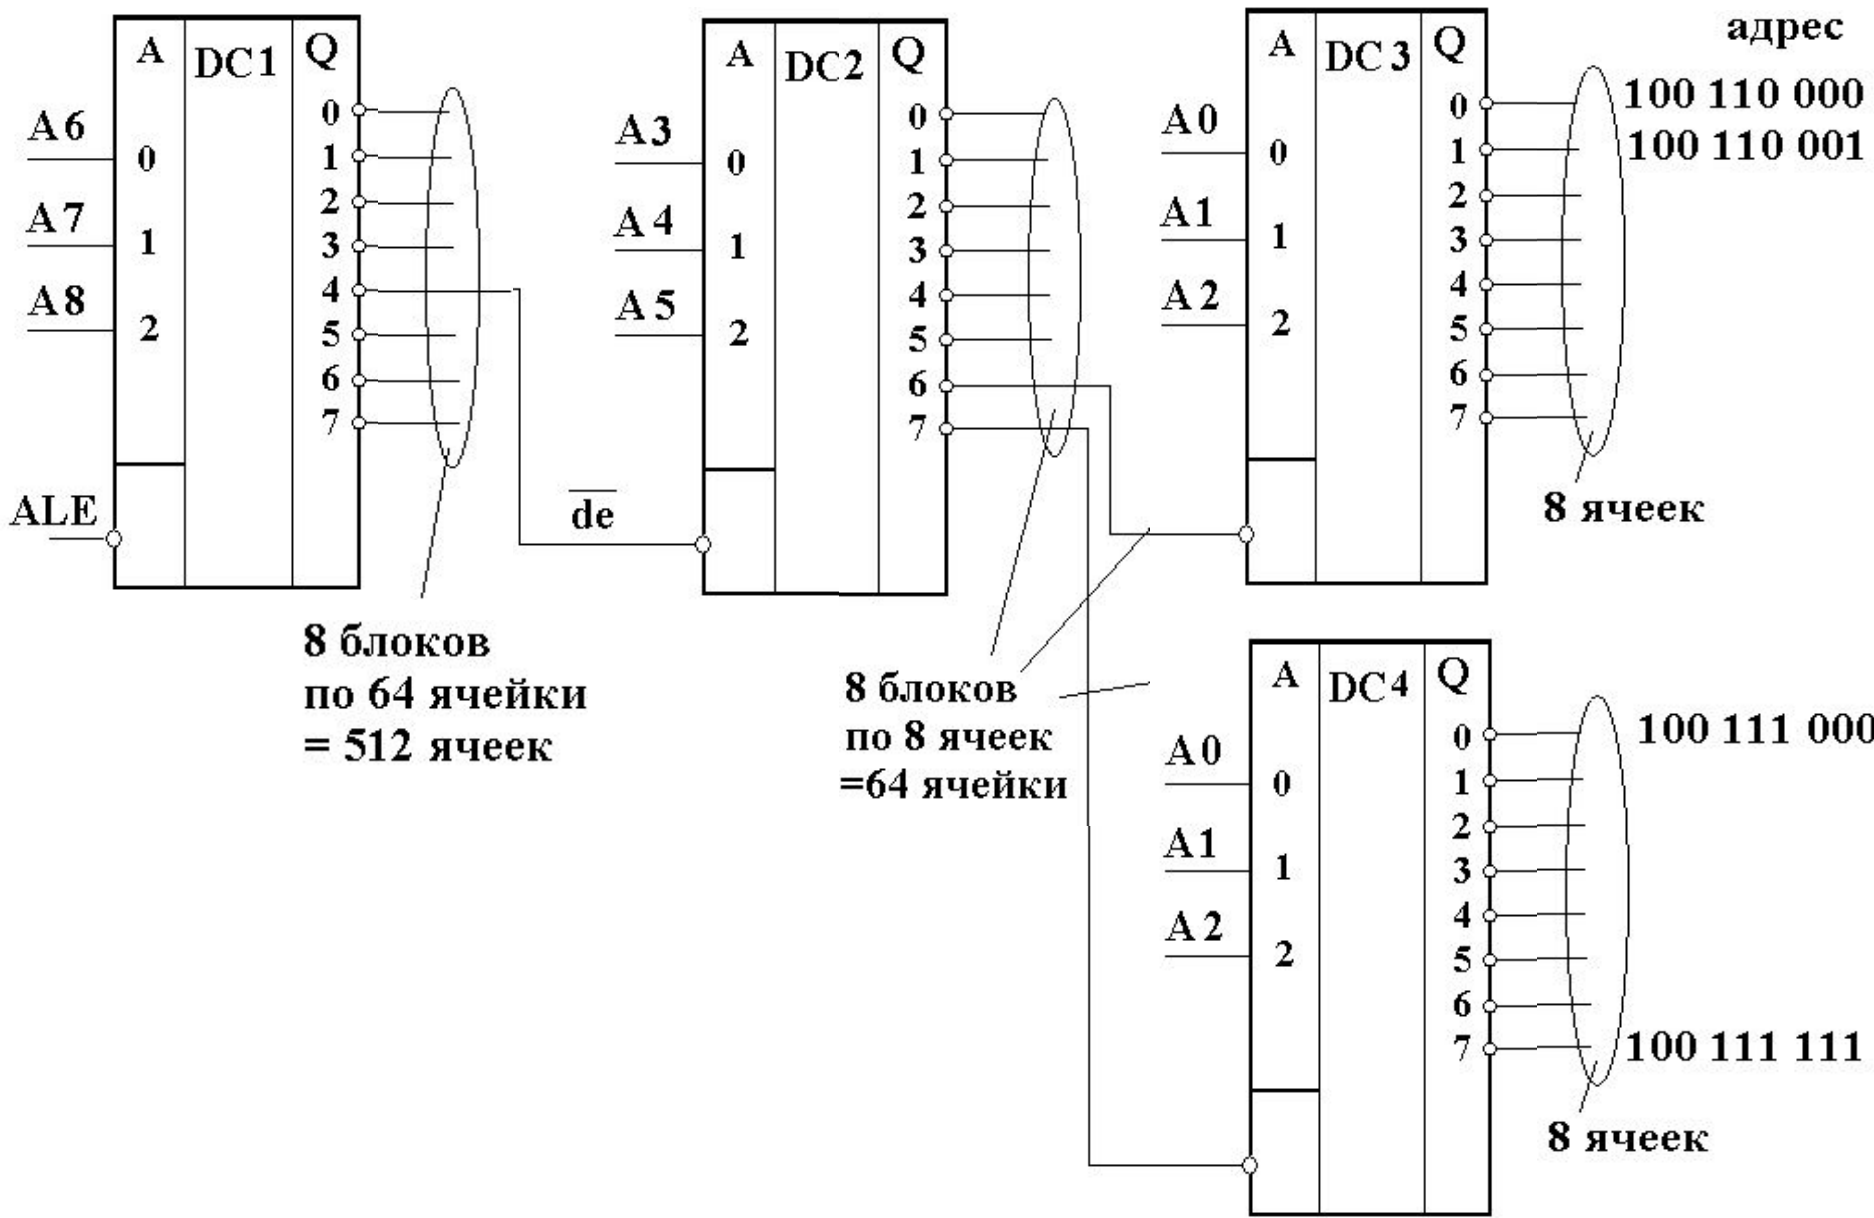 A DC1 Q
A6 0
A7 1
A8 2
0
1
2
3
4
5
6
7
ALE
8 блоков
по 64 ячейки
= 512 ячеек
de
A DC2 Q
A3 0
A4 1
A5 2
0
1
2
3
4
5
6
7
8 блоков
по 8 ячеек
=64 ячейки
A DC3 Q
A0 0
A1 1
A2 2
0
1
2
3
4
5
6
7
адрес
100 110 000
100 110 001
8 ячеек
A DC4 Q
A0 0
A1 1
A2 2
0
1
2
3
4
5
6
7
100 111 000
100 111 111
8 ячеек